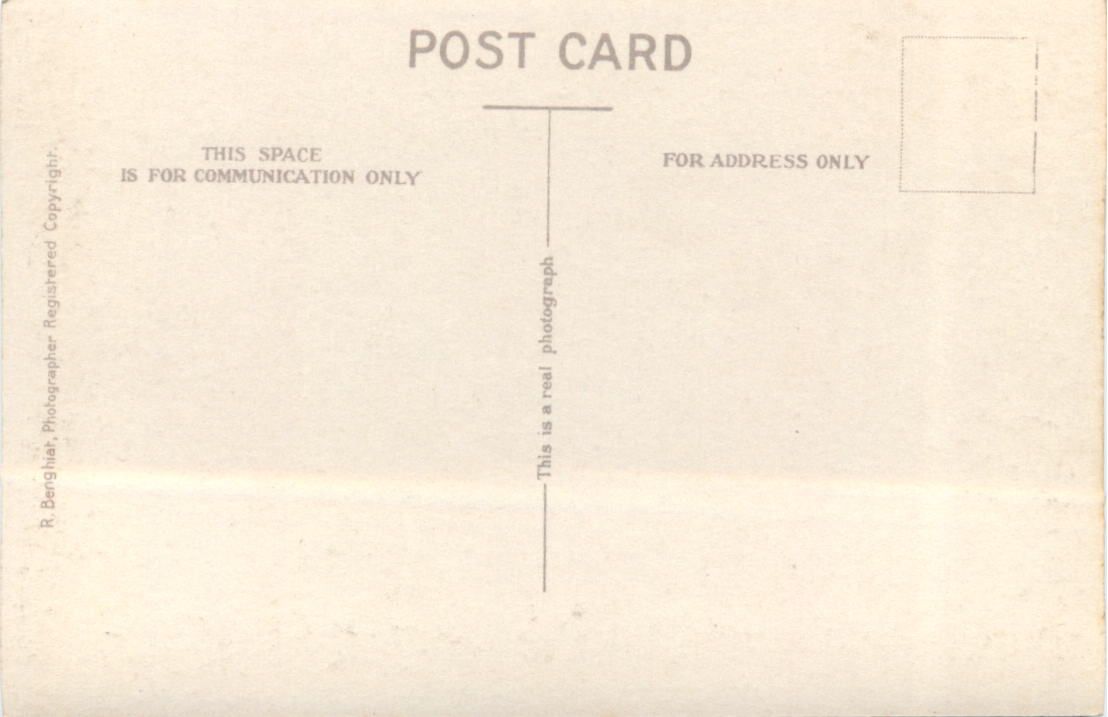 POST CARD
THIS SPACE
IS FOR COMMUNICATION ONLY
FOR ADDRESS ONLY
This is a real photograph
R. Benghiat, Photographer Registered Copyright.